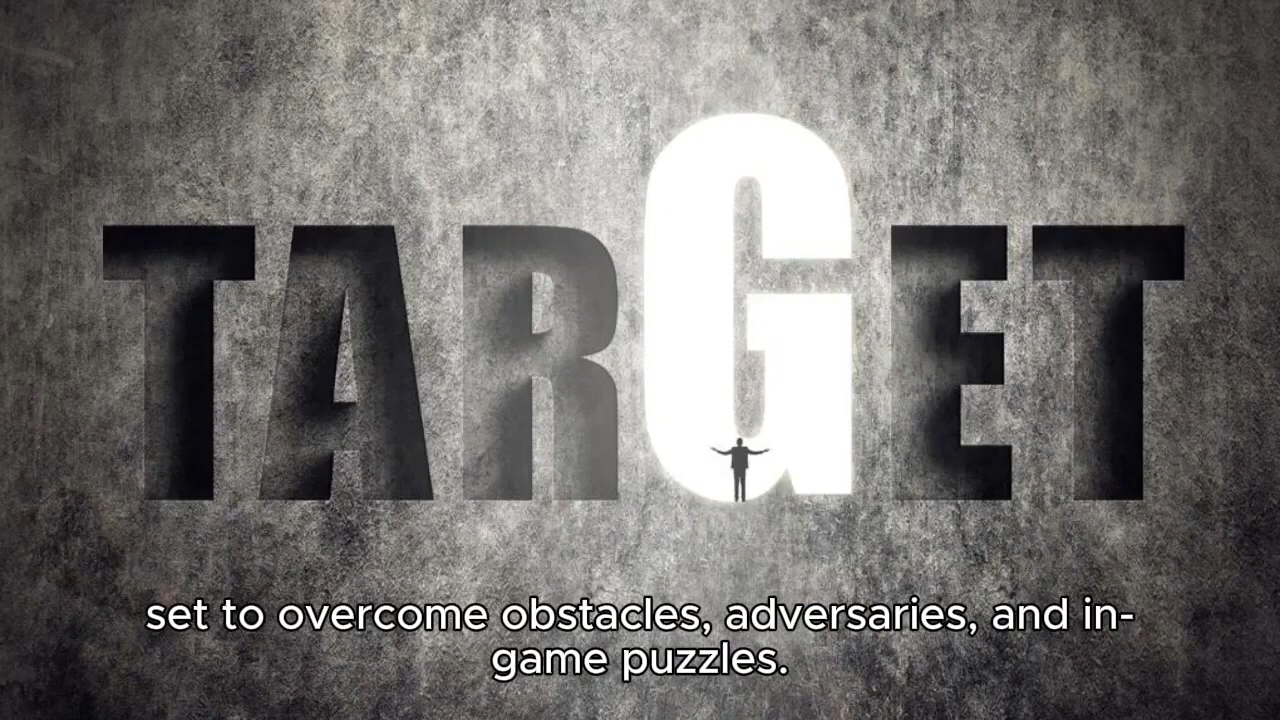 TARGET
set to overcome obstacles, adversaries, and in-
game puzzles.